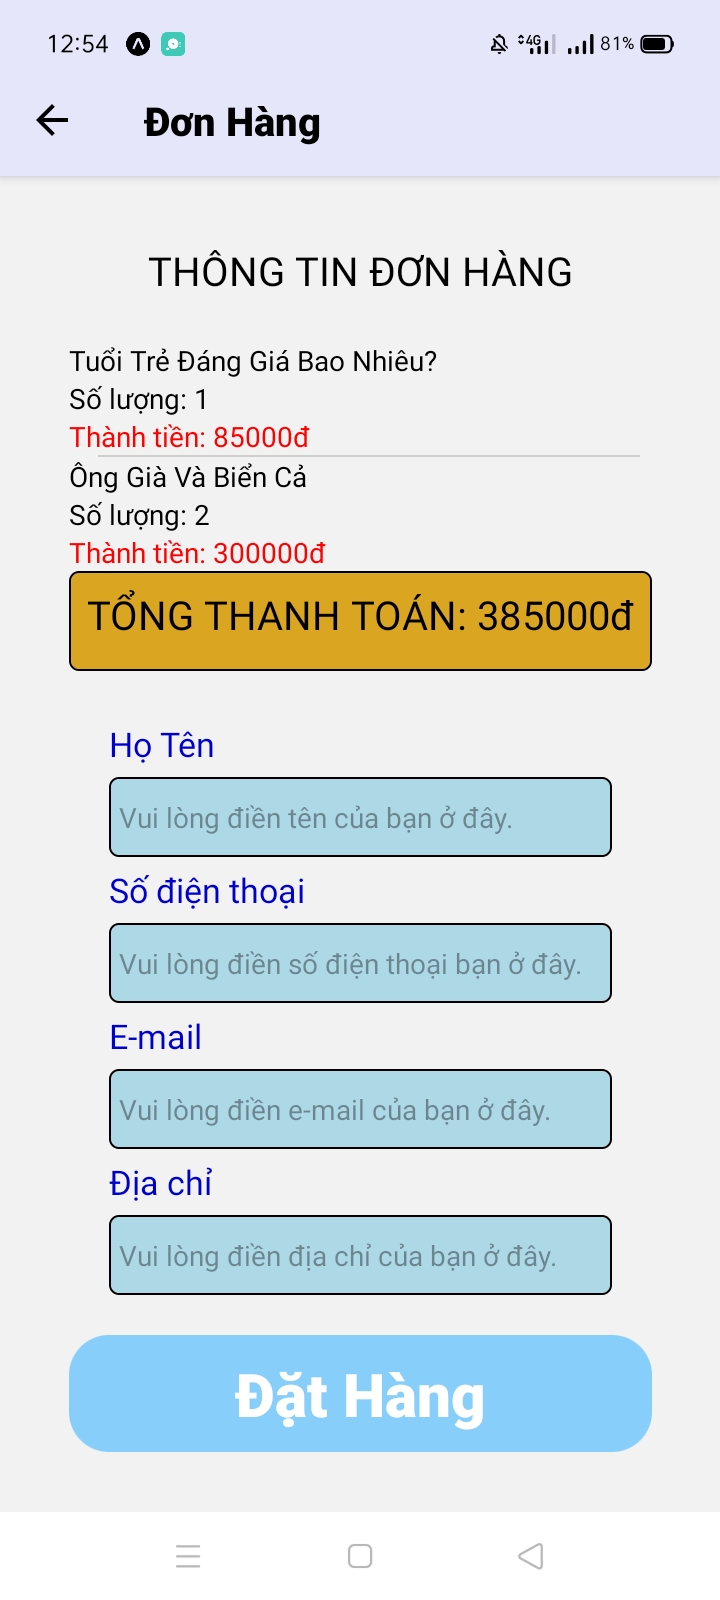 12:54
4G 81%
Đơn Hàng
THÔNG TIN ĐƠN HÀNG
Tuổi Trẻ Đáng Giá Bao Nhiêu?
Số lượng: 1
Thành tiền: 85000đ
Ông Già Và Biển Cả
Số lượng: 2
Thành tiền: 300000đ
TỔNG THANH TOÁN: 385000đ
Họ Tên
Vui lòng điền tên của bạn ở đây.
Số điện thoại
Vui lòng điền số điện thoại bạn ở đây.
E-mail
Vui lòng điền e-mail của bạn ở đây.
Địa chỉ
Vui lòng điền địa chỉ của bạn ở đây.
Đặt Hàng